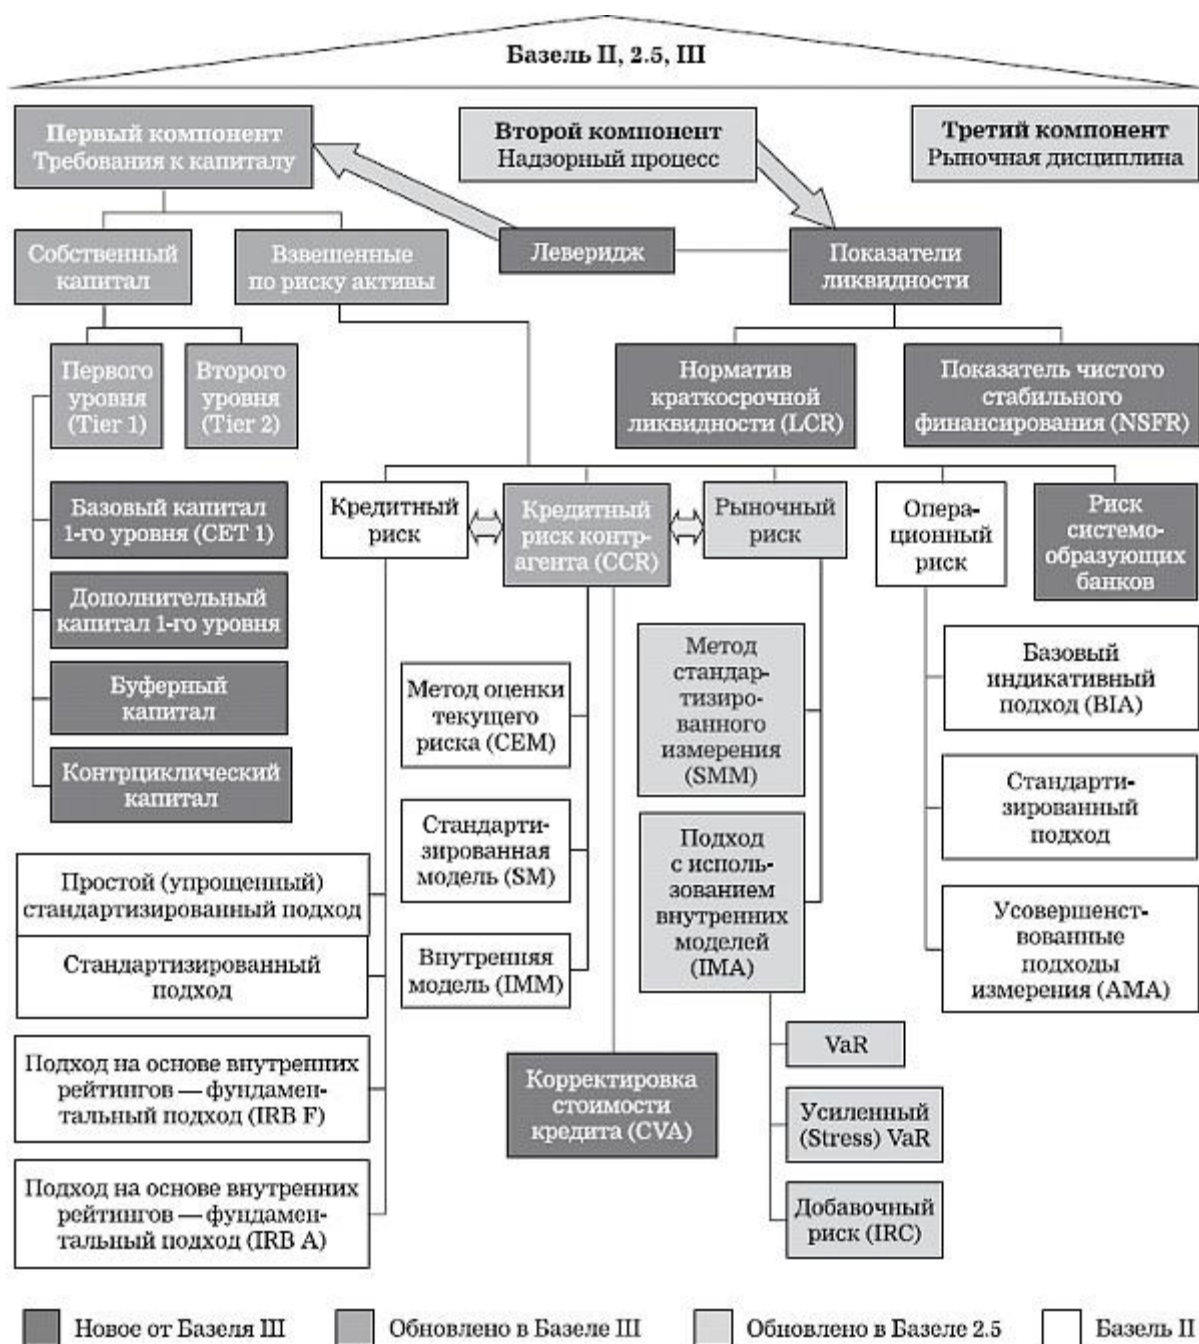 Базель II, 2.5, III
Первый компонент
Требования к капиталу
Второй компонент
Надзорный процесс
Третий компонент
Рыночная дисциплина
Собственный
капитал
Взвешенные
по риску активы
Леверидж
Показатели
ликвидности
Первого
уровня
(Tier 1)
Второго
уровня
(Tier 2)
Норматив
краткосрочной
ликвидности (LCR)
Показатель чистого
стабильного
финансирования (NSFR)
Базовый капитал
1-го уровня (CET 1)
Дополнительный
капитал 1-го уровня
Буферный
капитал
Контрциклический
капитал
Кредитный
риск
Кредитный
риск контр-
агента (CCR)
Рыночный
риск
Опера-
ционный
риск
Риск
системо-
образующих
банков
Метод оценки
текущего
риска (CEM)
Стандарти-
зированная
модель (SM)
Внутренняя
модель (IMM)
Метод
стандар-
тизиро-
ванного
измерения
(SMM)
Подход
с исполь-
зованием
внутренних
моделей
(IMA)
Базовый
индикативный
подход (BIA)
Стандарти-
зированный
подход
Усовершенст-
вованные
подходы
измерения (AMA)
Простой (упрощенный)
стандартизированный подход
Стандартизированный
подход
Подход на основе внутренних
рейтингов — фундамен-
тальный подход (IRB F)
Подход на основе внутренних
рейтингов — фундамен-
тальный подход (IRB A)
Корректировка
стоимости
кредита (CVA)
VaR
Усиленный
(Stress) VaR
Добавочный
риск (IRC)
Новое от Базеля III
Обновлено в Базеле III
Обновлено в Базеле 2.5
Базель II